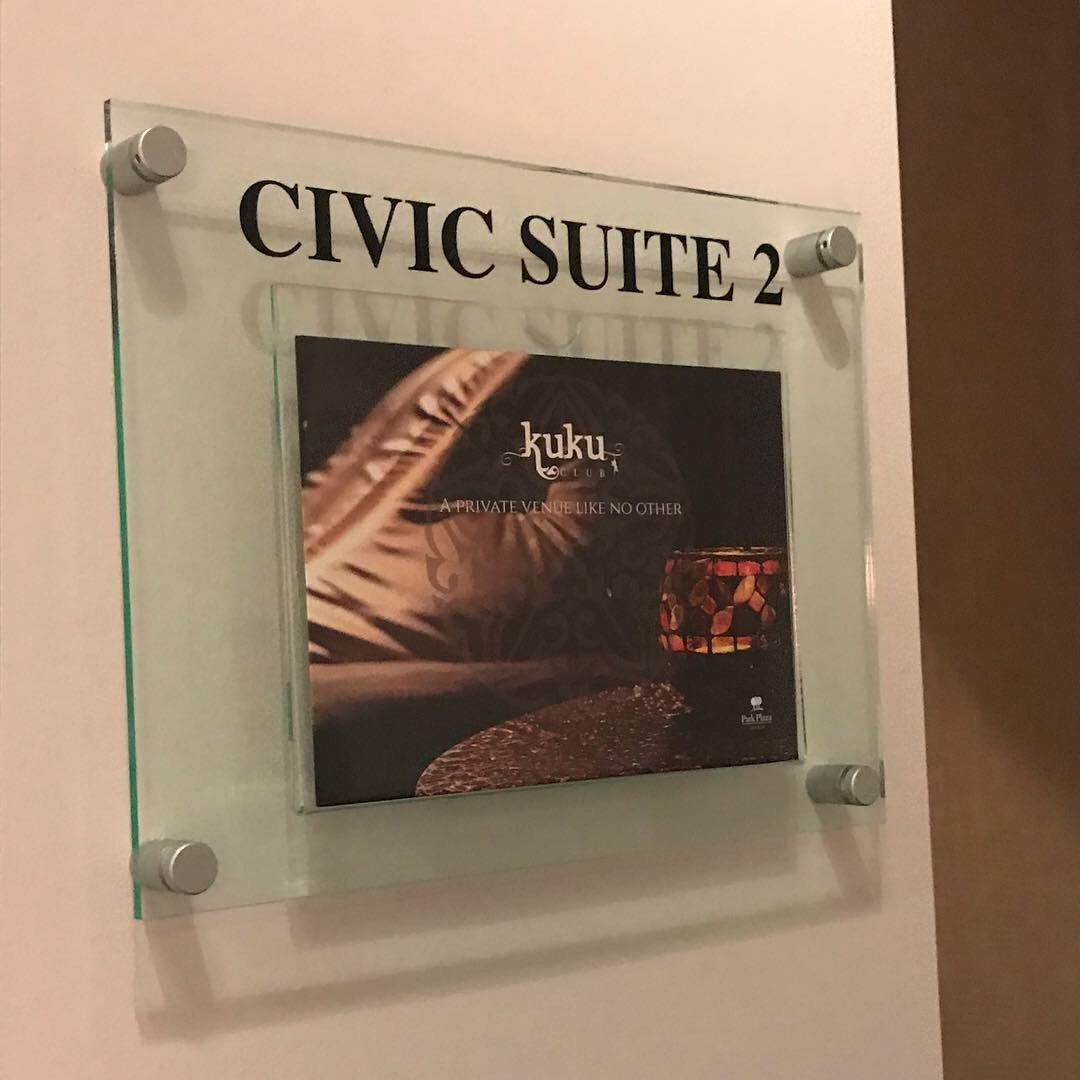 CIVIC SUITE 2
kuku
CLUB
A PRIVATE VENUE LIKE NO OTHER
Park Plaza